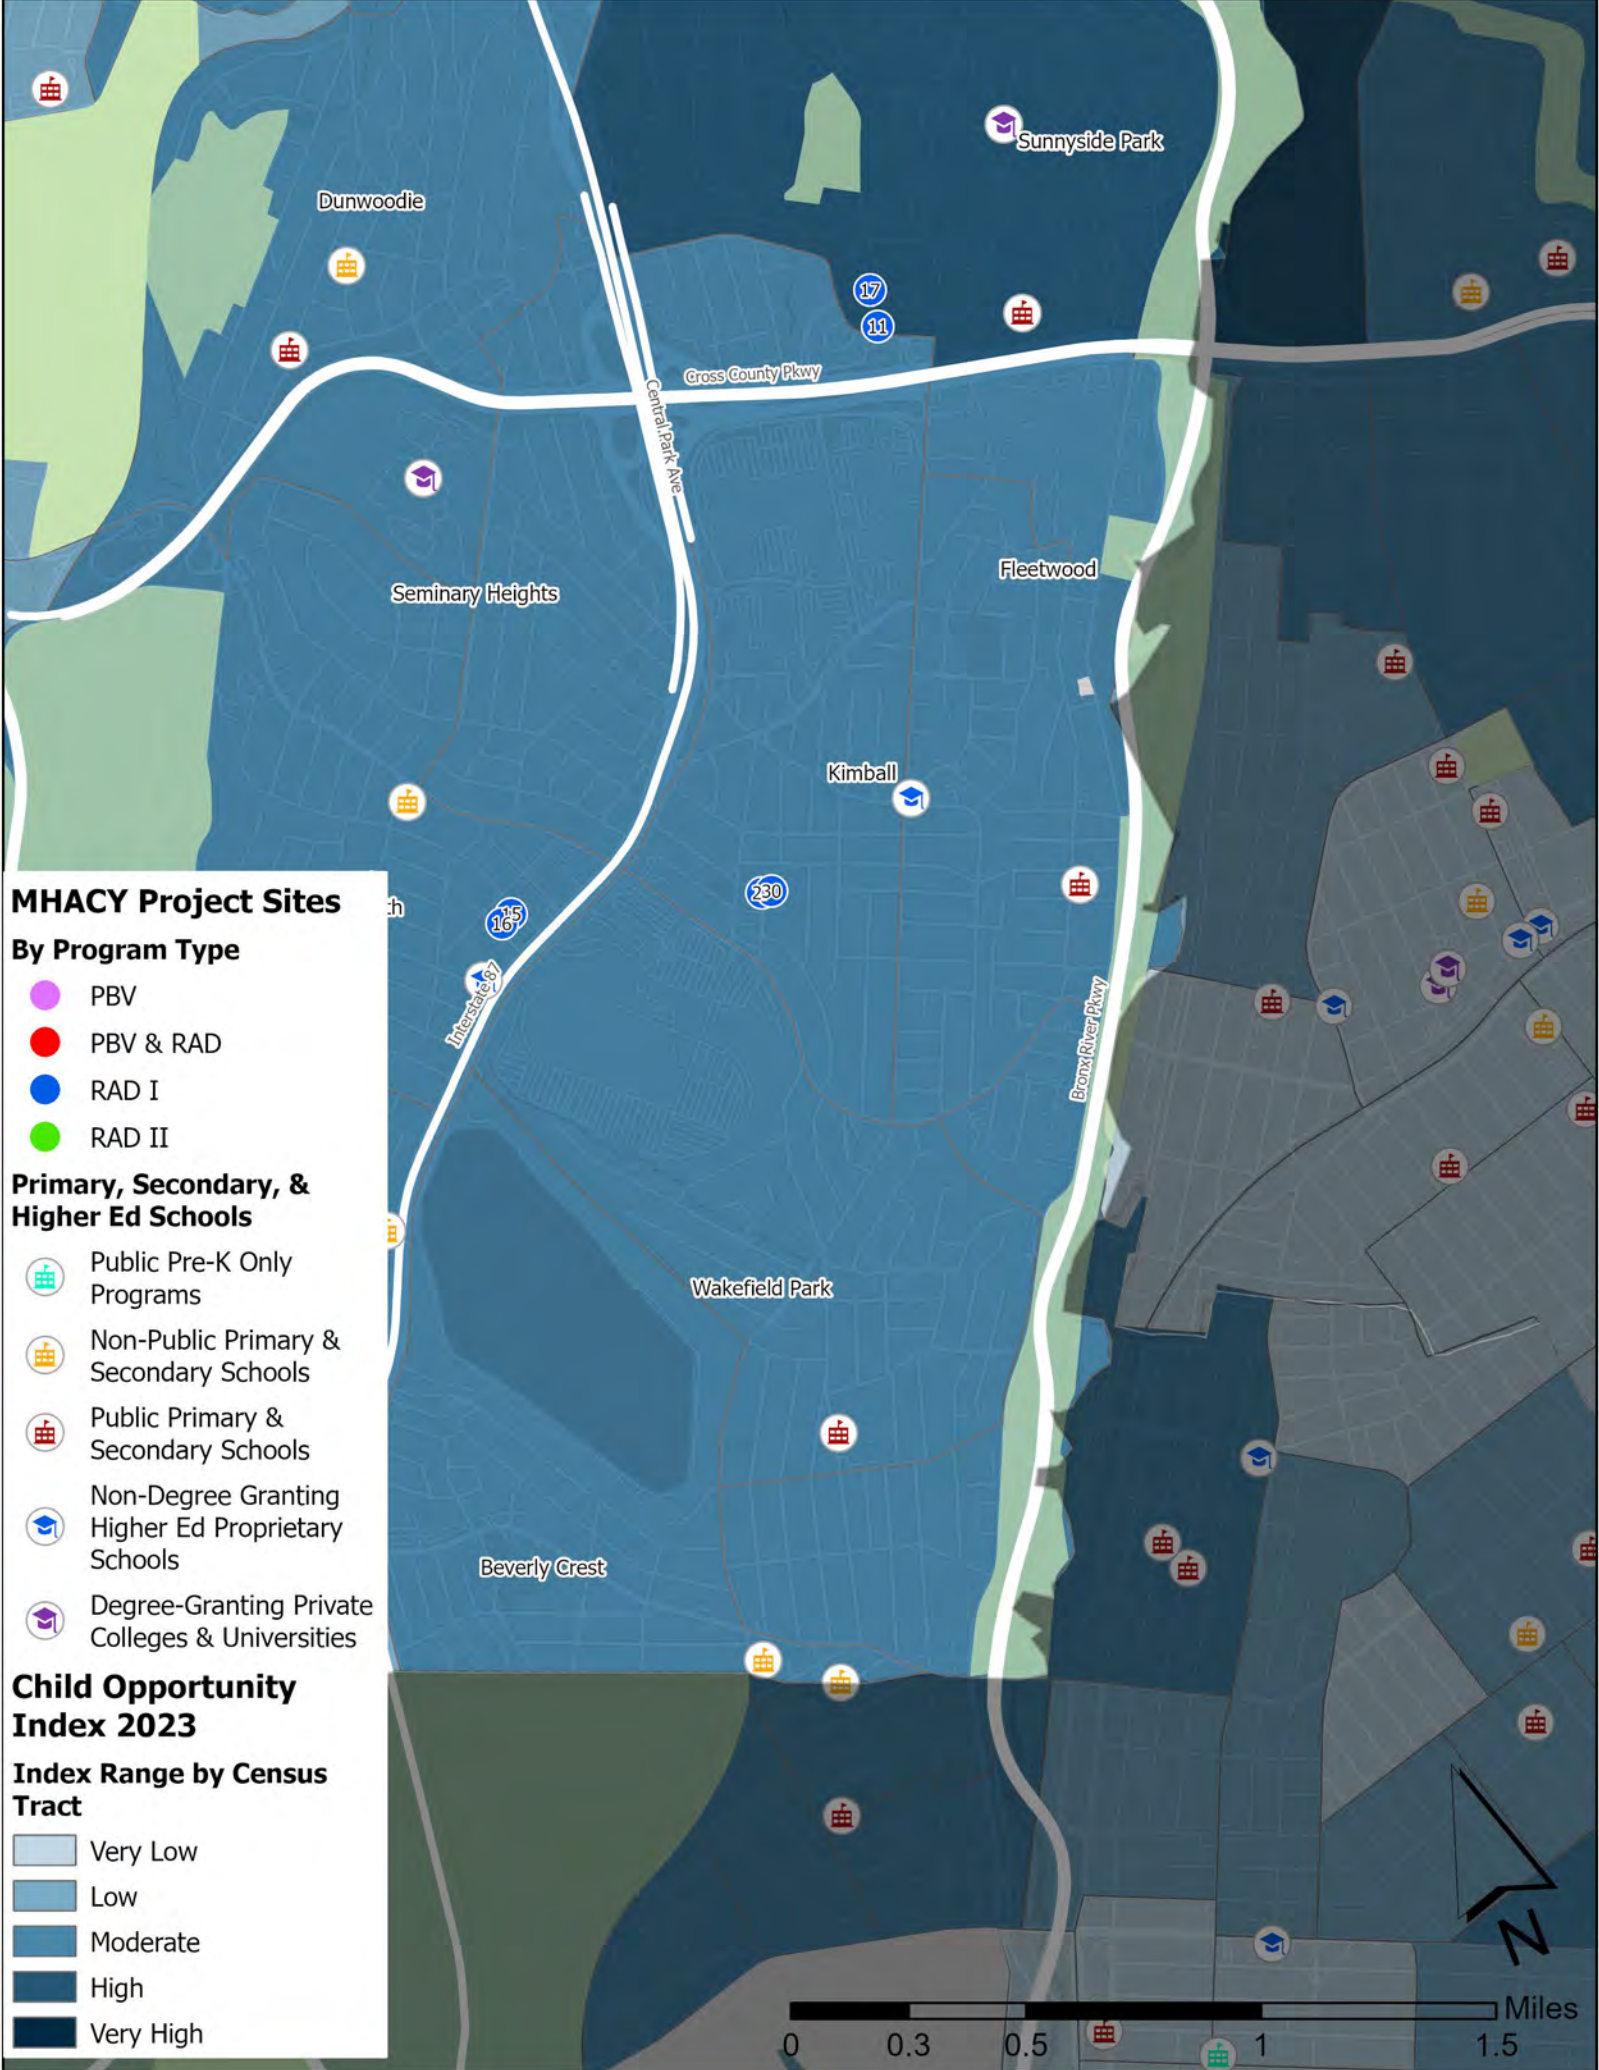 Sunnyside Park
Dunwoodie
17
11
Cross County Pkwy
Central Park Ave
Fleetwood
Seminary Heights
Kimball
230
15
16
Interstate 87
Bronx River Pkwy
Wakefield Park
Beverly Crest
MHACY Project Sites
By Program Type
PBV
PBV & RAD
RAD I
RAD II
Primary, Secondary, &
Higher Ed Schools
Public Pre-K Only
Programs
Non-Public Primary &
Secondary Schools
Public Primary &
Secondary Schools
Non-Degree Granting
Higher Ed Proprietary
Schools
Degree-Granting Private
Colleges & Universities
Child Opportunity
Index 2023
Index Range by Census
Tract
Very Low
Low
Moderate
High
Very High
N
Miles
0 0.3 0.5 1 1.5